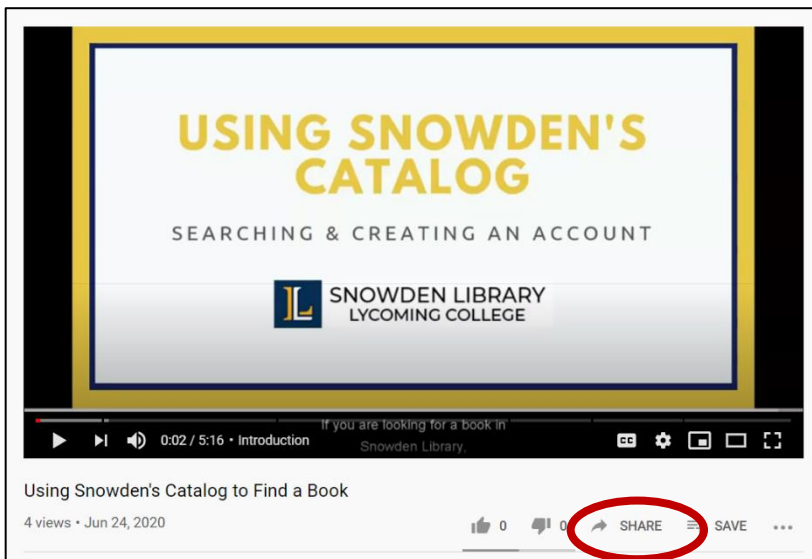 USING SNOWDEN'S
CATALOG
SEARCHING & CREATING AN ACCOUNT
SNOWDEN LIBRARY
LYCOMING COLLEGE
If you are looking for a book in
Snowden Library,
0:02 / 5:16 • Introduction
CC
Using Snowden's Catalog to Find a Book
4 views • Jun 24, 2020
0 0 SHARE SAVE